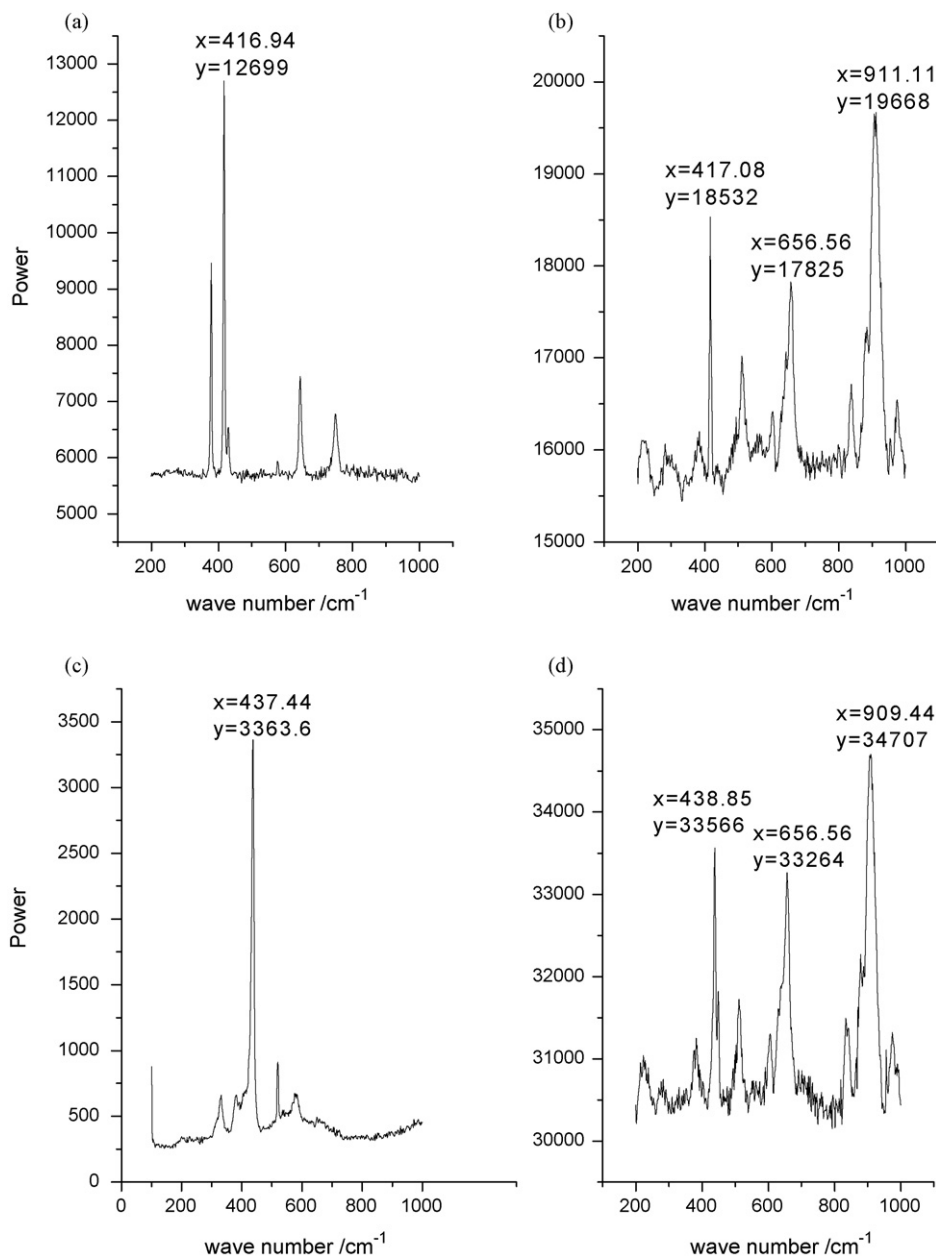 (a)
x=416.94
y=12699
13000
12000
11000
10000
9000
8000
7000
6000
5000
Power
200 400 600 800 1000
wave number /cm⁻¹
(b)
x=911.11
y=19668
x=417.08
y=18532
x=656.56
y=17825
20000
19000
18000
17000
16000
15000
200 400 600 800 1000
wave number /cm⁻¹
(c)
x=437.44
y=3363.6
3500
3000
2500
2000
1500
1000
500
0
Power
0 200 400 600 800 1000
wave number /cm⁻¹
(d)
x=909.44
y=34707
x=438.85
y=33566
x=656.56
y=33264
35000
34000
33000
32000
31000
30000
200 400 600 800 1000
wave number /cm⁻¹